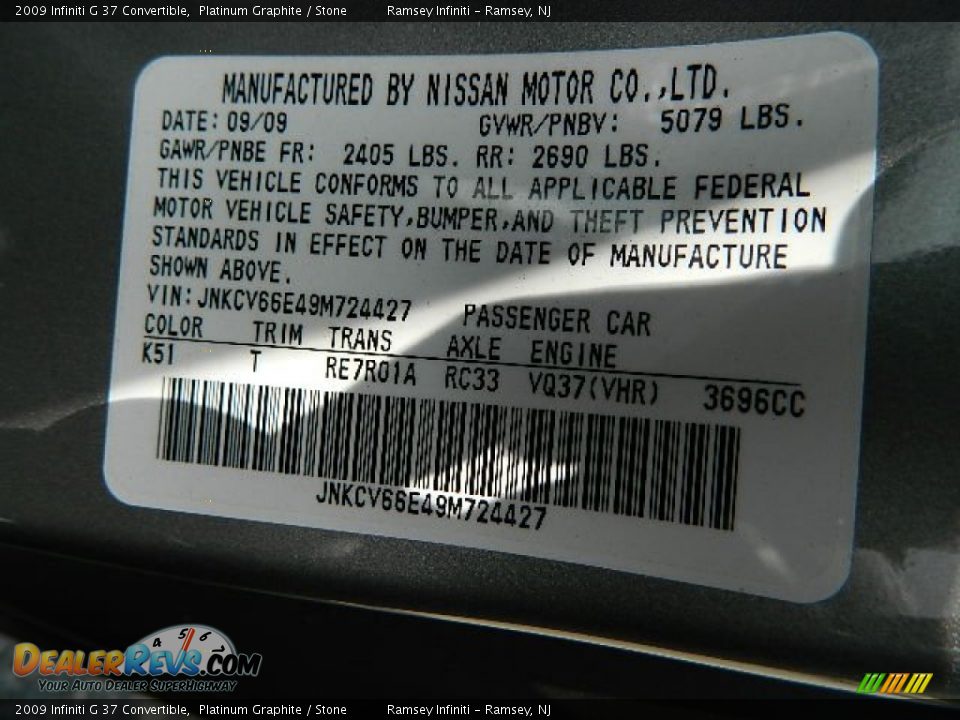 2009 Infiniti G 37 Convertible,  Platinum Graphite / Stone     Ramsey Infiniti - Ramsey, NJ
MANUFACTURED BY NISSAN MOTOR CO.,LTD.
DATE: 09/09     GVWR/PNBV:  5079 LBS.
GAWR/PNBE FR:  2405 LBS. RR: 2690 LBS.
THIS VEHICLE CONFORMS TO ALL APPLICABLE FEDERAL
MOTOR VEHICLE SAFETY,BUMPER,AND THEFT PREVENTION
STANDARDS IN EFFECT ON THE DATE OF MANUFACTURE
SHOWN ABOVE.
VIN:JNKCV66E49M724427     PASSENGER CAR
COLOR  TRIM  TRANS  AXLE  ENGINE
K51  T  RE7R01A  RC33  VQ37(VHR)  3696CC
JNKCV66E49M724427
4 5 6
DEALERREVS.COM
YOUR AUTO DEALER SUPERHIGHWAY
2009 Infiniti G 37 Convertible,  Platinum Graphite / Stone     Ramsey Infiniti - Ramsey, NJ